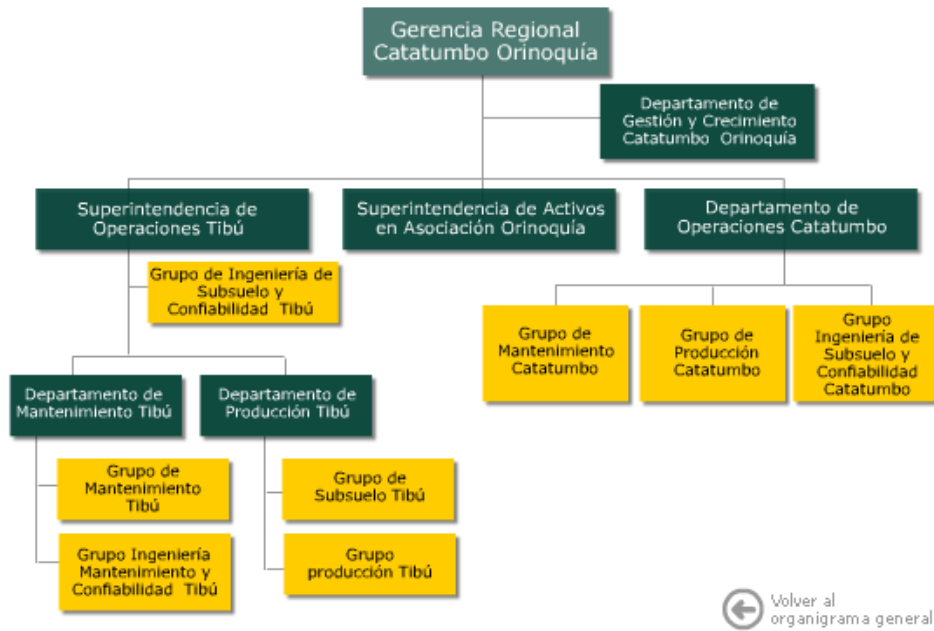 Gerencia Regional
Catatumbo Orinoquía
Departamento de
Gestión y Crecimiento
Catatumbo Orinoquía
Superintendencia de
Operaciones Tibú
Superintendencia de Activos
en Asociación Orinoquía
Departamento de
Operaciones Catatumbo
Grupo de Ingeniería de
Subsuelo y
Confiabilidad Tibú
Grupo de
Mantenimiento
Catatumbo
Grupo de
Producción
Catatumbo
Grupo
Ingeniería de
Subsuelo y
Confiabilidad
Catatumbo
Departamento de
Mantenimiento Tibú
Departamento de
Producción Tibú
Grupo de
Mantenimiento
Tibú
Grupo de
Subsuelo Tibú
Grupo Ingeniería
Mantenimiento y
Confiabilidad Tibú
Grupo
producción Tibú
Volver al
organigrama general